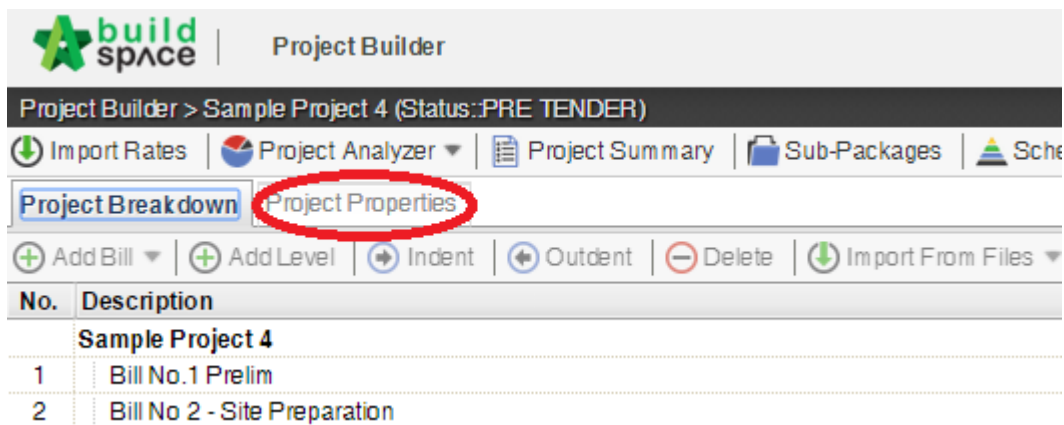 build
space
Project Builder
Project Builder > Sample Project 4 (Status::PRE TENDER)
Import Rates Project Analyzer Project Summary Sub-Packages Sche
Project Breakdown Project Properties
Add Bill Add Level Indent Outdent Delete Import From Files
No. Description
Sample Project 4
1 Bill No.1 Prelim
2 Bill No 2 - Site Preparation